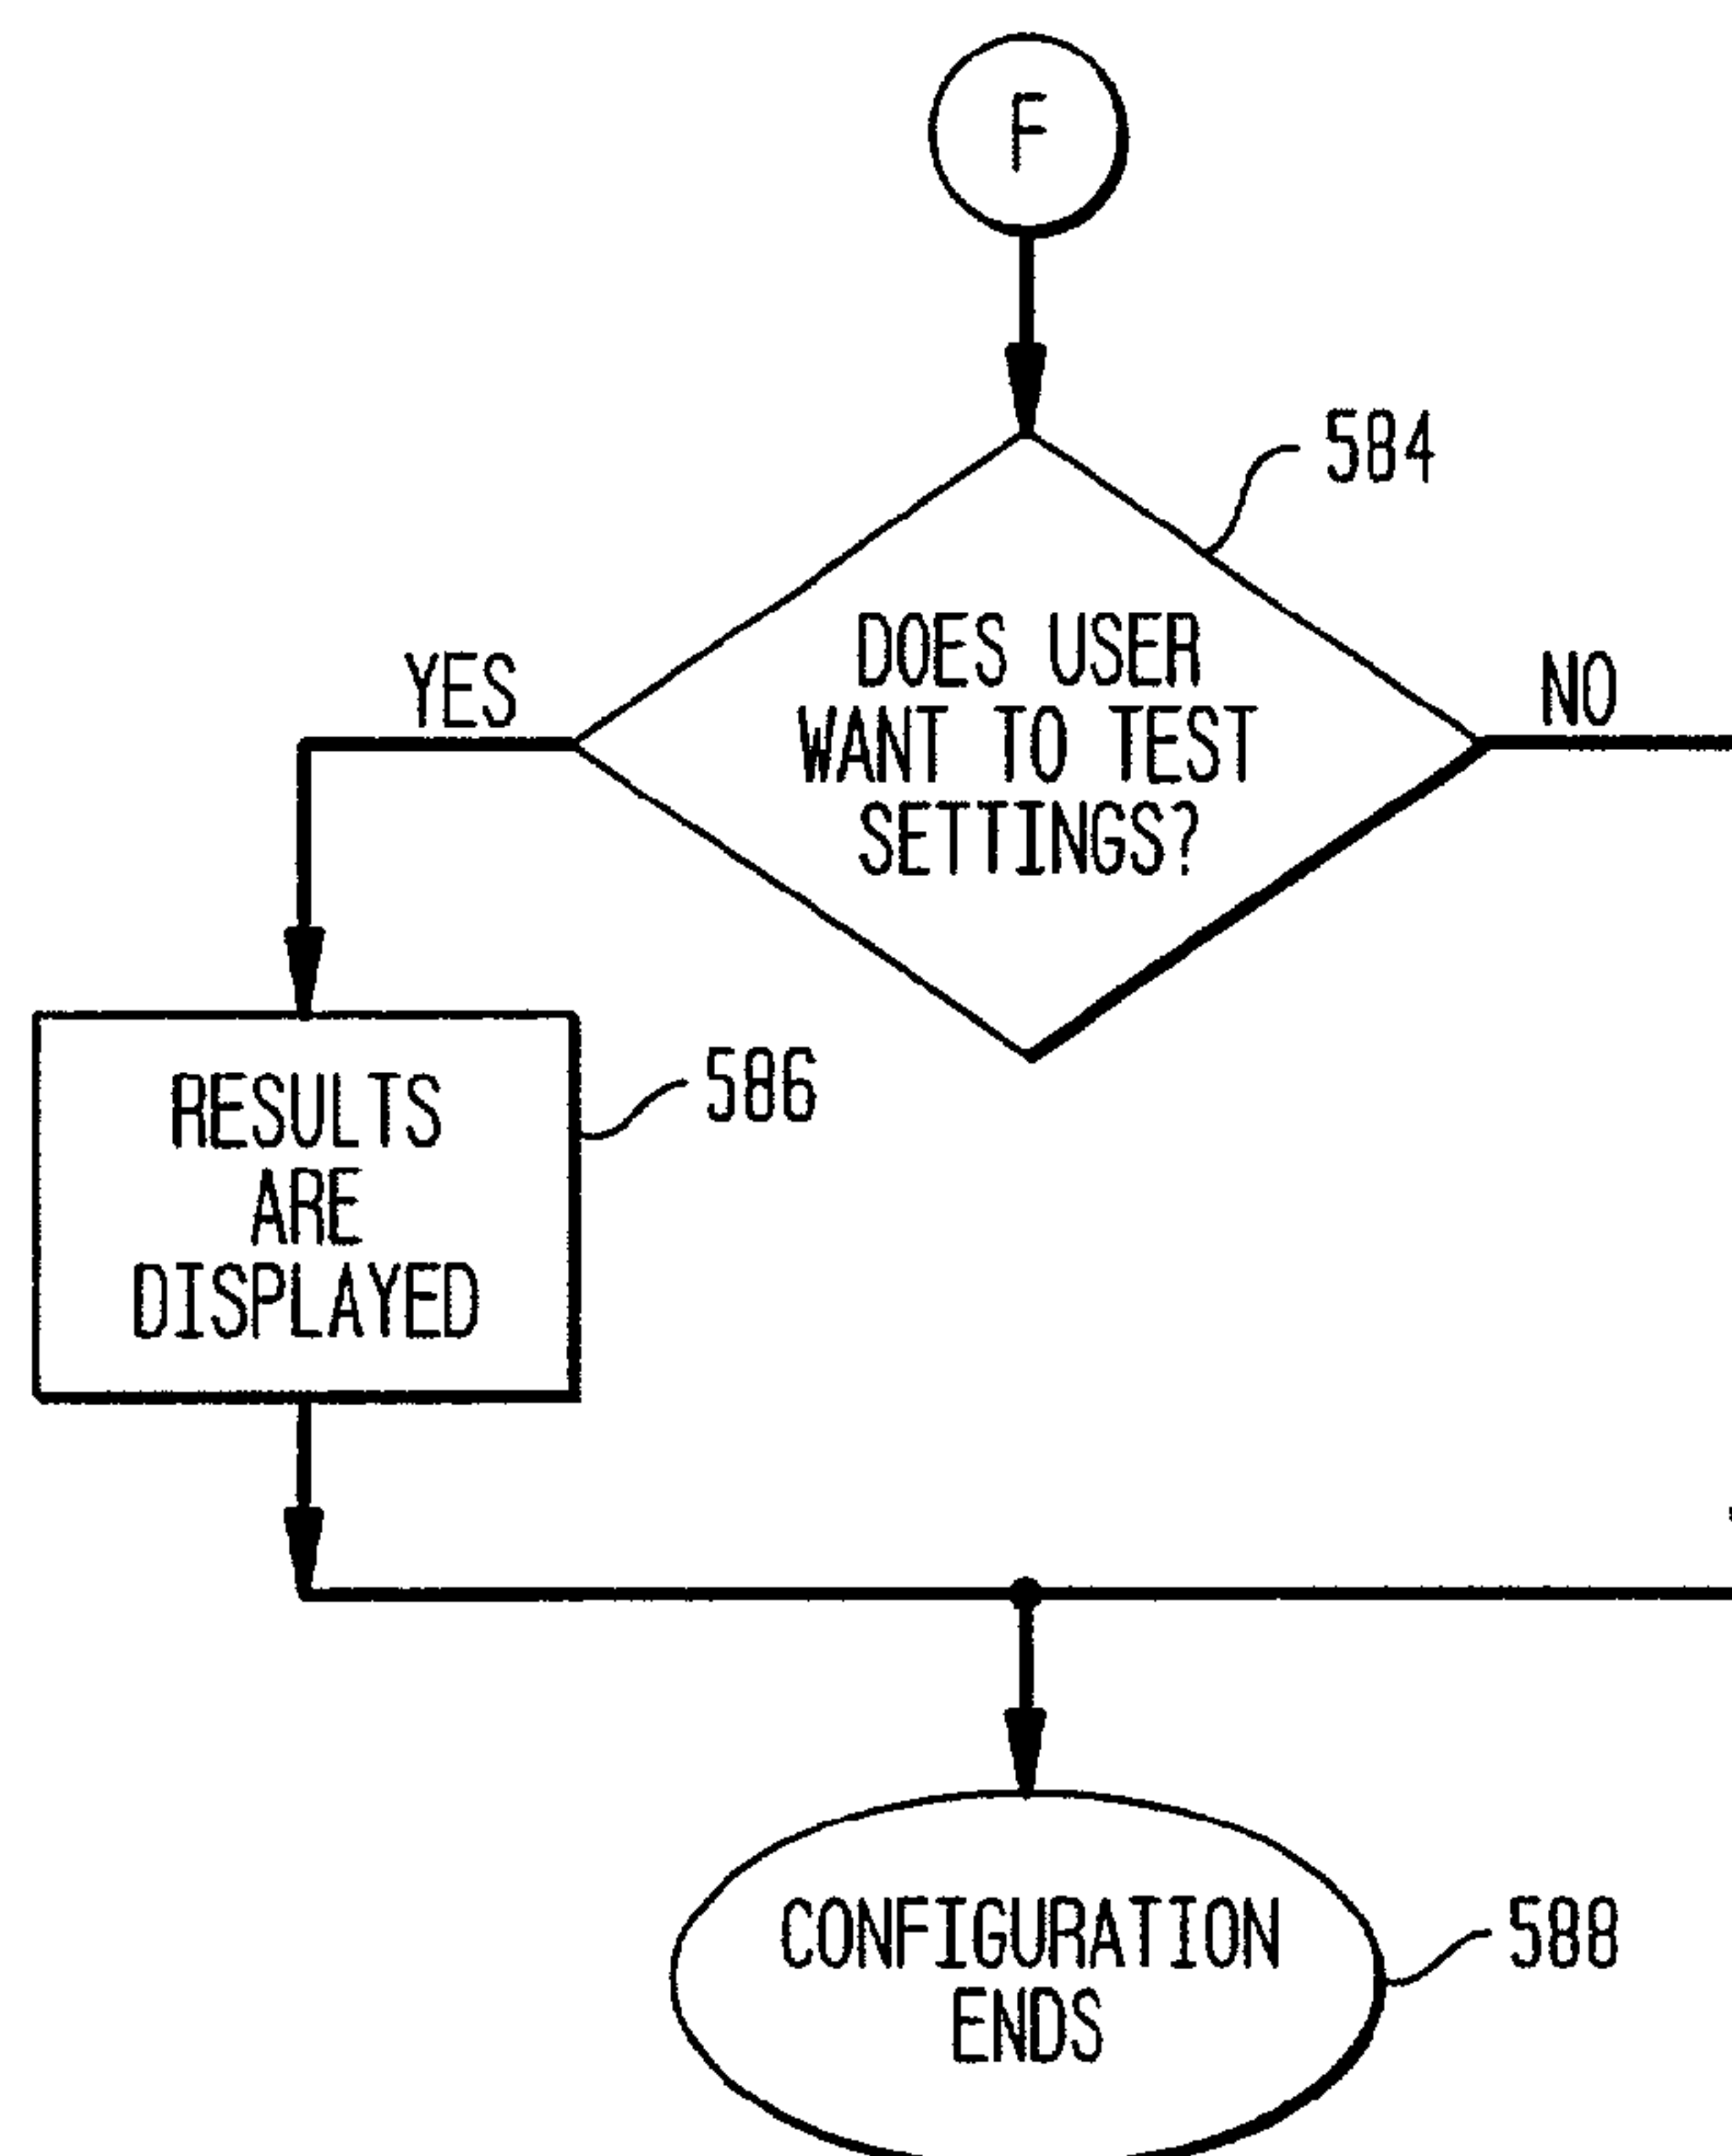 F
584
DOES USER
WANT TO TEST
SETTINGS?
YES
NO
586
RESULTS
ARE
DISPLAYED
CONFIGURATION
ENDS
588